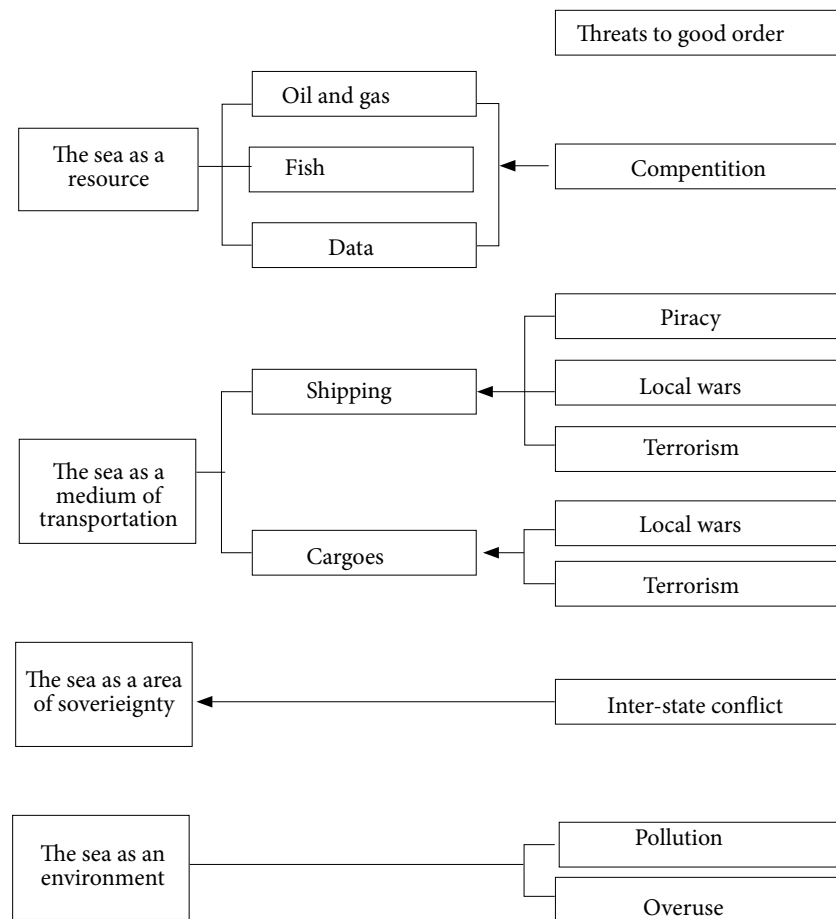 Threats to good order
Oil and gas
The sea as a
resource
Fish
Compentition
Data
Piracy
Shipping
Local wars
Terrorism
The sea as a
medium of
transportation
Local wars
Cargoes
Terrorism
The sea as a area
of soverieignty
Inter-state conflict
Pollution
The sea as an
environment
Overuse